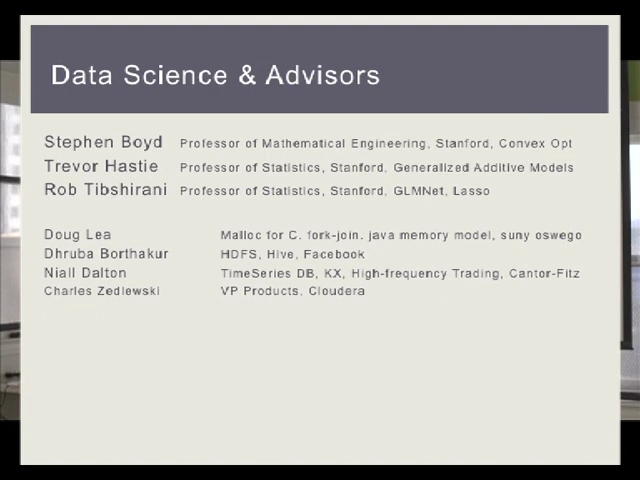 Data Science & Advisors
Stephen Boyd Professor of Mathematical Engineering, Stanford, Convex Opt
Trevor Hastie Professor of Statistics, Stanford, Generalized Additive Models
Rob Tibshirani Professor of Statistics, Stanford, GLMNet, Lasso
Doug Lea Malloc for C. fork-join. java memory model, suny oswego
Dhruba Borthakur HDFS, Hive, Facebook
Niall Dalton TimeSeries DB, KX, High-frequency Trading, Cantor-Fitz
Charles Zedlewski VP Products, Cloudera